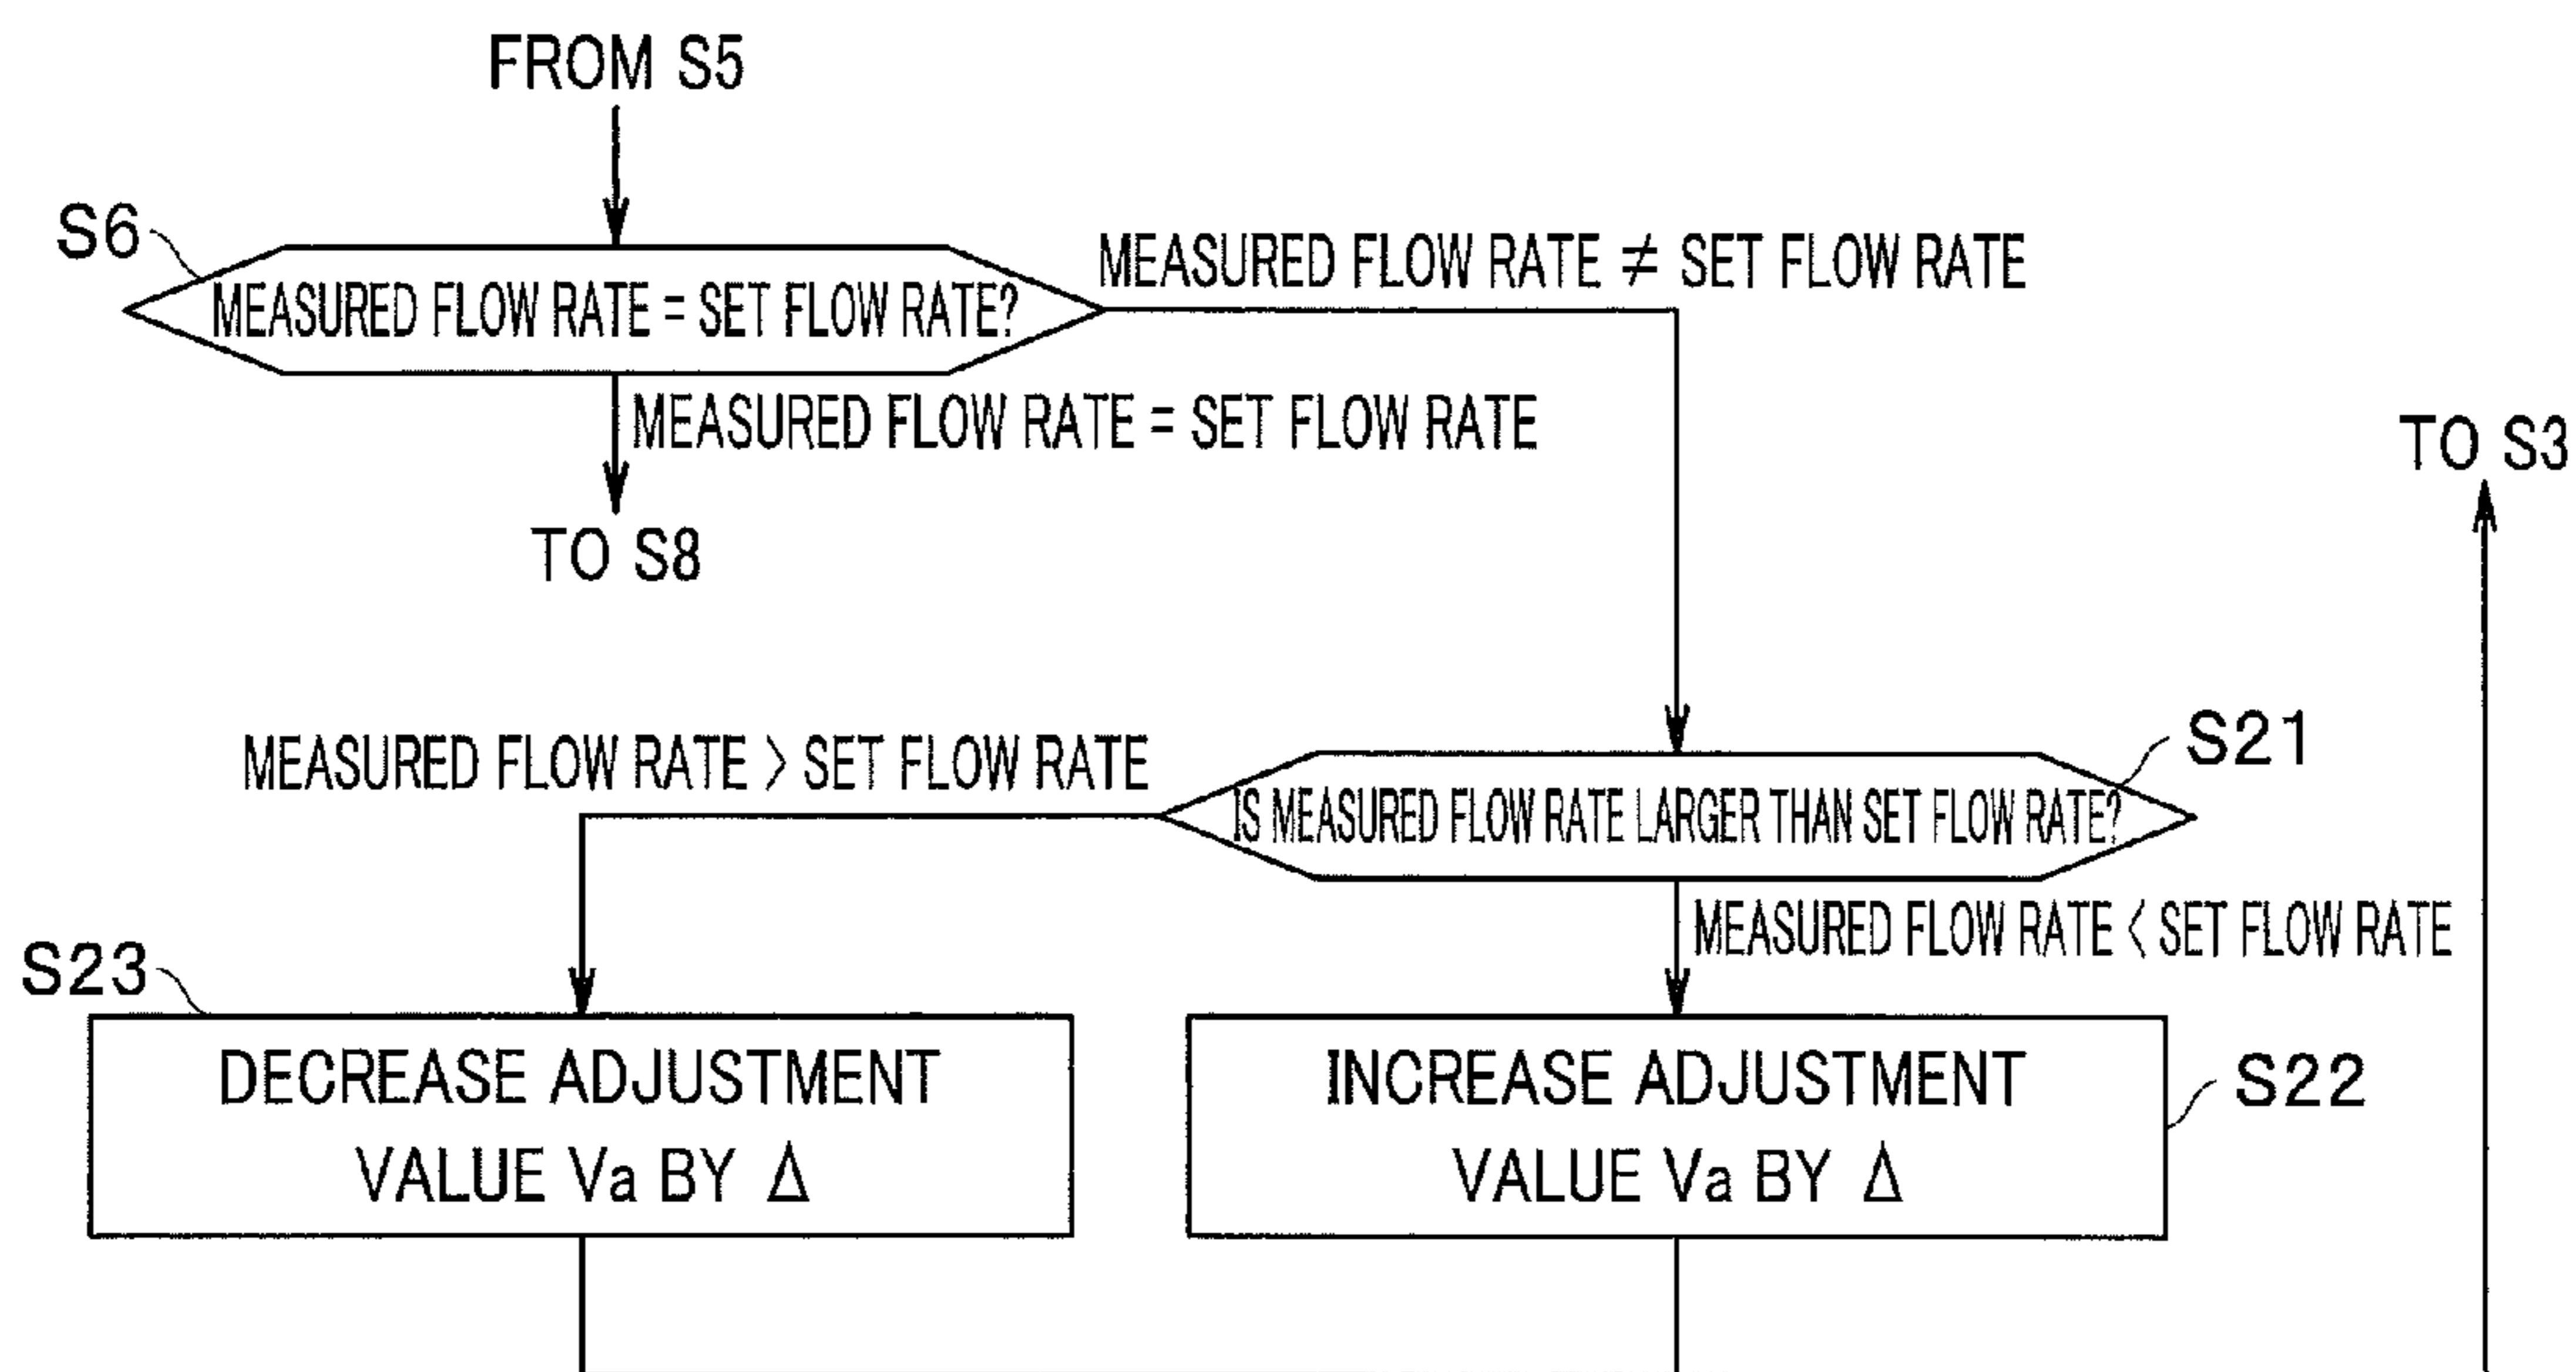 FROM S5
S6
MEASURED FLOW RATE = SET FLOW RATE?
MEASURED FLOW RATE ≠ SET FLOW RATE
MEASURED FLOW RATE = SET FLOW RATE
TO S8
TO S3
MEASURED FLOW RATE > SET FLOW RATE
S21
IS MEASURED FLOW RATE LARGER THAN SET FLOW RATE?
MEASURED FLOW RATE < SET FLOW RATE
S23
DECREASE ADJUSTMENT
VALUE Va BY Δ
INCREASE ADJUSTMENT
VALUE Va BY Δ
S22